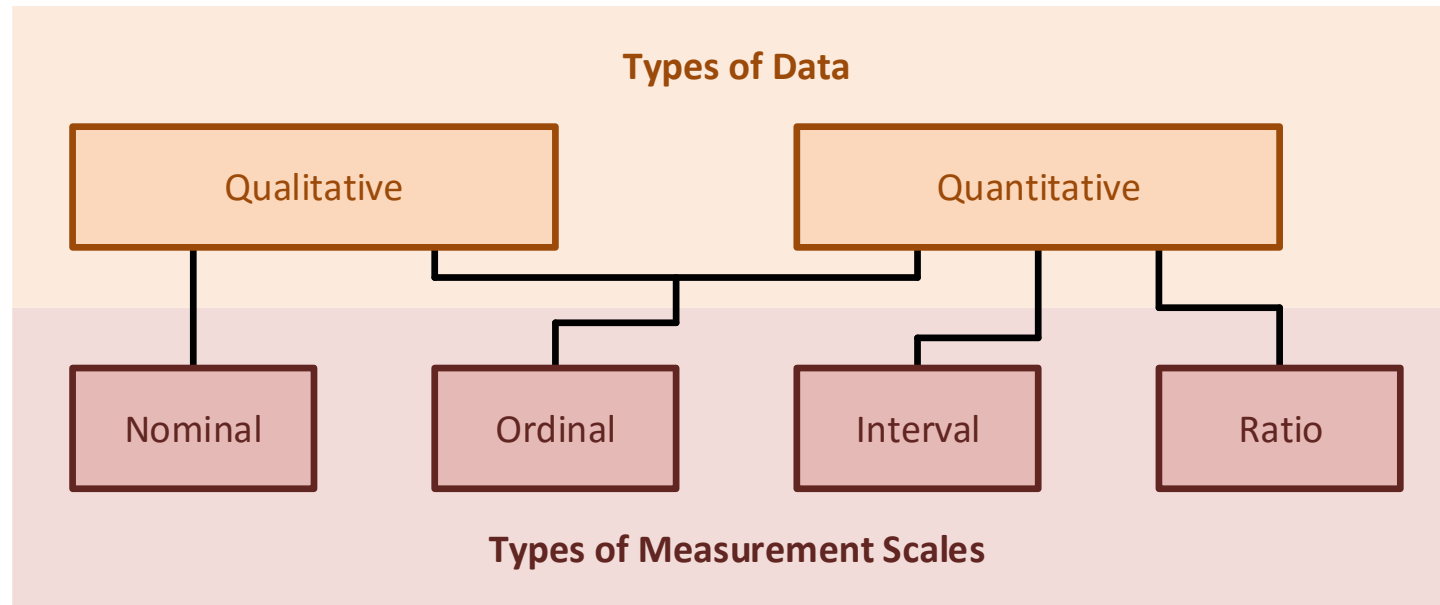 Types of Data
Qualitative
Quantitative
Nominal
Ordinal
Interval
Ratio
Types of Measurement Scales